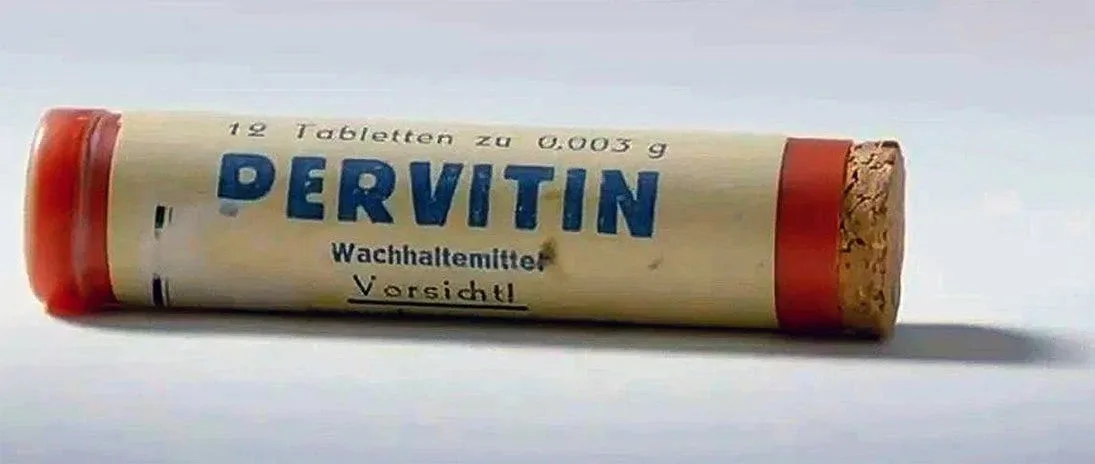 12 Tabletten zu 0,003 g
PERVITIN
Wachhaltemittel
Vorsicht!